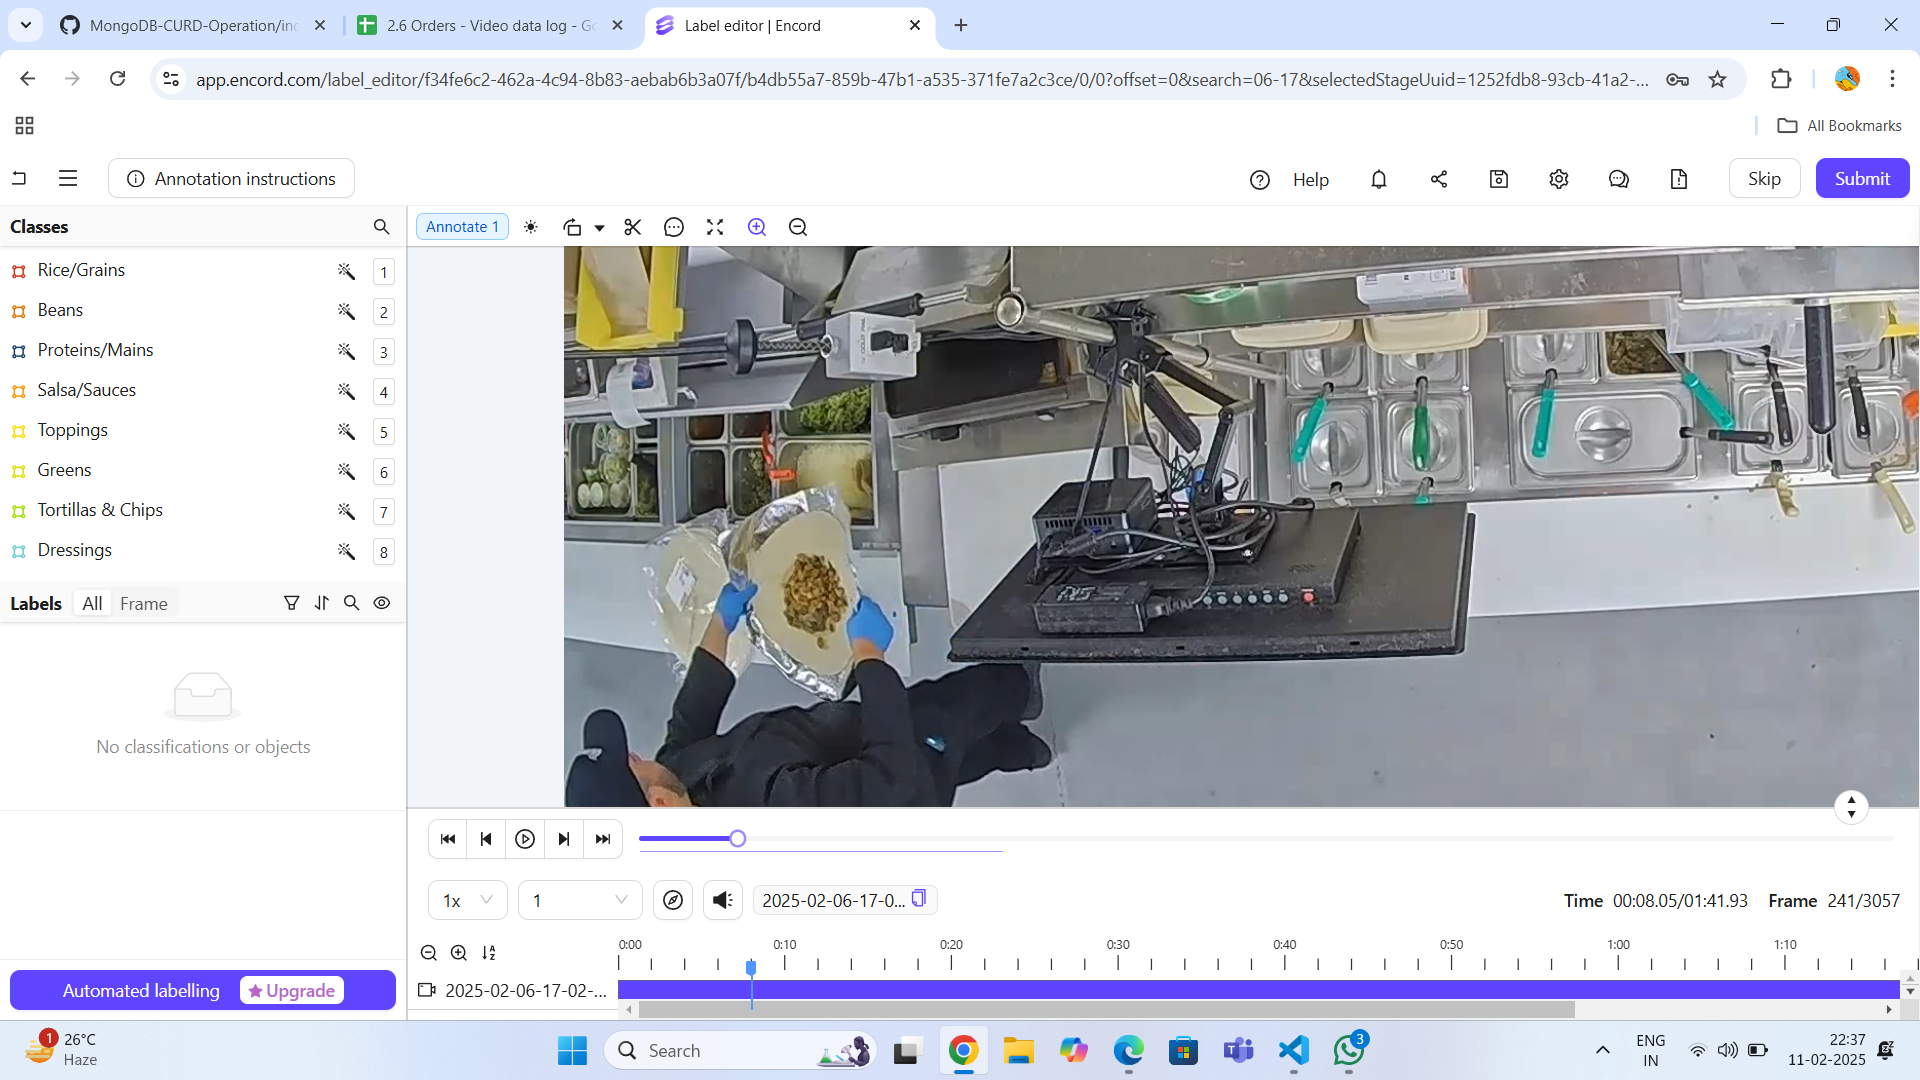 MongoDB-CURD-Operation/inc
2.6 Orders - Video data log - Go
Label editor | Encord
app.encord.com/label_editor/f34fe6c2-462a-4c94-8b83-aebab6b3a07f/b4db55a7-859b-47b1-a535-371fe7a2c3ce/0/0?offset=0&search=06-17&selectedStageUuid=1252fdb8-93cb-41a2-...
All Bookmarks
Annotation instructions
Help
Skip
Submit
Classes
Annotate 1
Rice/Grains 1
Beans 2
Proteins/Mains 3
Salsa/Sauces 4
Toppings 5
Greens 6
Tortillas & Chips 7
Dressings 8
Labels All Frame
No classifications or objects
1x 1 2025-02-06-17-0... Time 00:08.05/01:41.93 Frame 241/3057
0:00 0:10 0:20 0:30 0:40 0:50 1:00 1:10
2025-02-06-17-02-...
Automated labelling Upgrade
1 26°C
Haze
Search
3
ENG
IN
22:37
11-02-2025